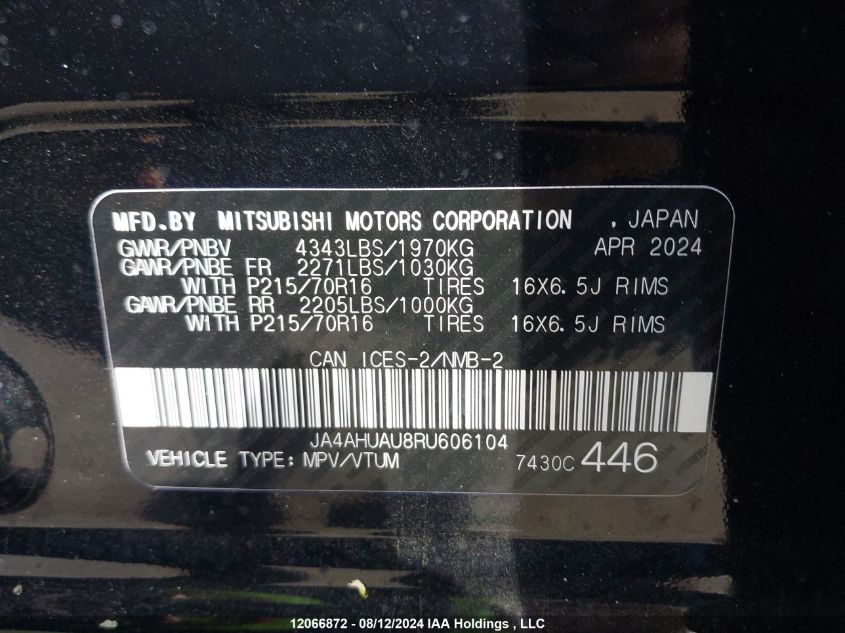 MFD.BY MITSUBISHI MOTORS CORPORATION , JAPAN
GVWR/PNBV 4343LBS/1970KG APR 2024
GAWR/PNBE FR 2271LBS/1030KG
WITH P215/70R16 TIRES 16X6.5J RIMS
GAWR/PNBE RR 2205LBS/1000KG
WITH P215/70R16 TIRES 16X6.5J RIMS
CAN ICES-2/NMB-2
JA4AHUAU8RU606104
VEHICLE TYPE: MPV/VTUM 7430C 446
12066872 - 08/12/2024 IAA Holdings , LLC